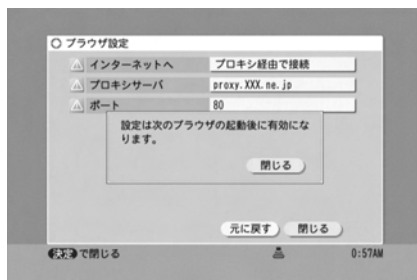 ブラウザ設定
インターネットへ プロキシ経由で接続
プロキシサーバ proxy.XXX.ne.jp
ポート 80
設定は次のブラウザの起動後に有効にな
ります。
閉じる
元に戻す 閉じる
決定 で閉じる 0:57AM